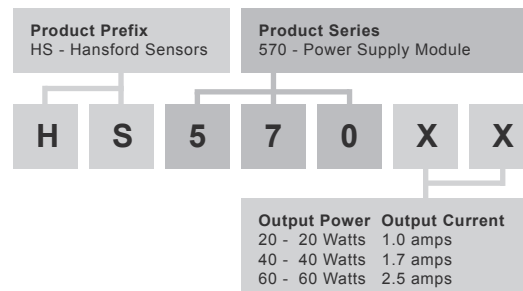 Product Prefix
HS - Hansford Sensors
Product Series
570 - Power Supply Module
H S 5 7 0 X X
Output Power Output Current
20 - 20 Watts 1.0 amps
40 - 40 Watts 1.7 amps
60 - 60 Watts 2.5 amps